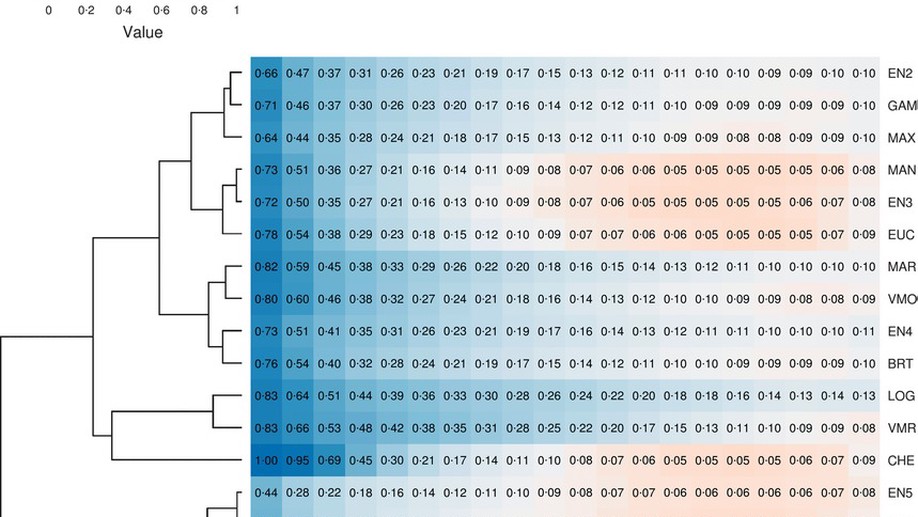 0 0·2 0·4 0·6 0·8 1
Value
0·66 0·47 0·37 0·31 0·26 0·23 0·21 0·19 0·17 0·15 0·13 0·12 0·11 0·11 0·10 0·10 0·09 0·09 0·10 0·10 EN2
0·71 0·46 0·37 0·30 0·26 0·23 0·20 0·17 0·16 0·14 0·12 0·12 0·11 0·10 0·09 0·09 0·09 0·09 0·09 0·10 GAM
0·64 0·44 0·35 0·28 0·24 0·21 0·18 0·17 0·15 0·13 0·12 0·11 0·10 0·09 0·09 0·08 0·08 0·09 0·09 0·10 MAX
0·73 0·51 0·36 0·27 0·21 0·16 0·14 0·11 0·09 0·08 0·07 0·06 0·06 0·05 0·05 0·05 0·05 0·05 0·06 0·08 MAN
0·72 0·50 0·35 0·27 0·21 0·16 0·13 0·10 0·09 0·08 0·07 0·06 0·05 0·05 0·05 0·05 0·05 0·06 0·07 0·08 EN3
0·78 0·54 0·38 0·29 0·23 0·18 0·15 0·12 0·10 0·09 0·07 0·07 0·06 0·06 0·05 0·05 0·05 0·05 0·07 0·09 EUC
0·82 0·59 0·45 0·38 0·33 0·29 0·26 0·22 0·20 0·18 0·16 0·15 0·14 0·13 0·12 0·11 0·10 0·10 0·10 0·10 MAR
0·80 0·60 0·46 0·38 0·32 0·27 0·24 0·21 0·18 0·16 0·14 0·13 0·12 0·10 0·10 0·09 0·09 0·08 0·08 0·09 VMO
0·73 0·51 0·41 0·35 0·31 0·26 0·23 0·21 0·19 0·17 0·16 0·14 0·13 0·12 0·11 0·11 0·10 0·10 0·10 0·11 EN4
0·76 0·54 0·40 0·32 0·28 0·24 0·21 0·19 0·17 0·15 0·14 0·12 0·11 0·10 0·10 0·09 0·09 0·09 0·09 0·10 BRT
0·83 0·64 0·51 0·44 0·39 0·36 0·33 0·30 0·28 0·26 0·24 0·22 0·20 0·18 0·18 0·16 0·14 0·13 0·14 0·13 LOG
0·83 0·66 0·53 0·48 0·42 0·38 0·35 0·31 0·28 0·25 0·22 0·20 0·17 0·15 0·13 0·11 0·10 0·09 0·09 0·08 VMR
1·00 0·95 0·69 0·45 0·30 0·21 0·17 0·14 0·11 0·10 0·08 0·07 0·06 0·05 0·05 0·05 0·05 0·06 0·07 0·09 CHE
0·44 0·28 0·22 0·18 0·16 0·14 0·12 0·11 0·10 0·09 0·08 0·07 0·07 0·06 0·06 0·06 0·06 0·06 0·07 0·08 EN5